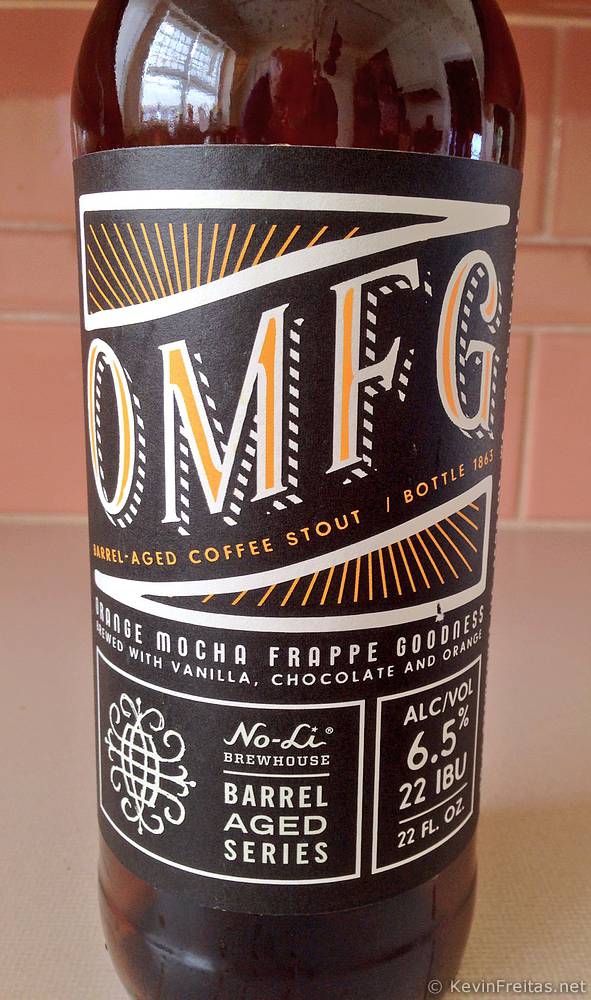 OMFG
BARREL-AGED COFFEE STOUT / BOTTLE 1863
ORANGE MOCHA FRAPPE GOODNESS
BREWED WITH VANILLA, CHOCOLATE AND ORANGE
No-Li®
BREWHOUSE
BARREL
AGED
SERIES
ALC/VOL
6.5%
22 IBU
22 FL. OZ.
© KevinFreitas.net